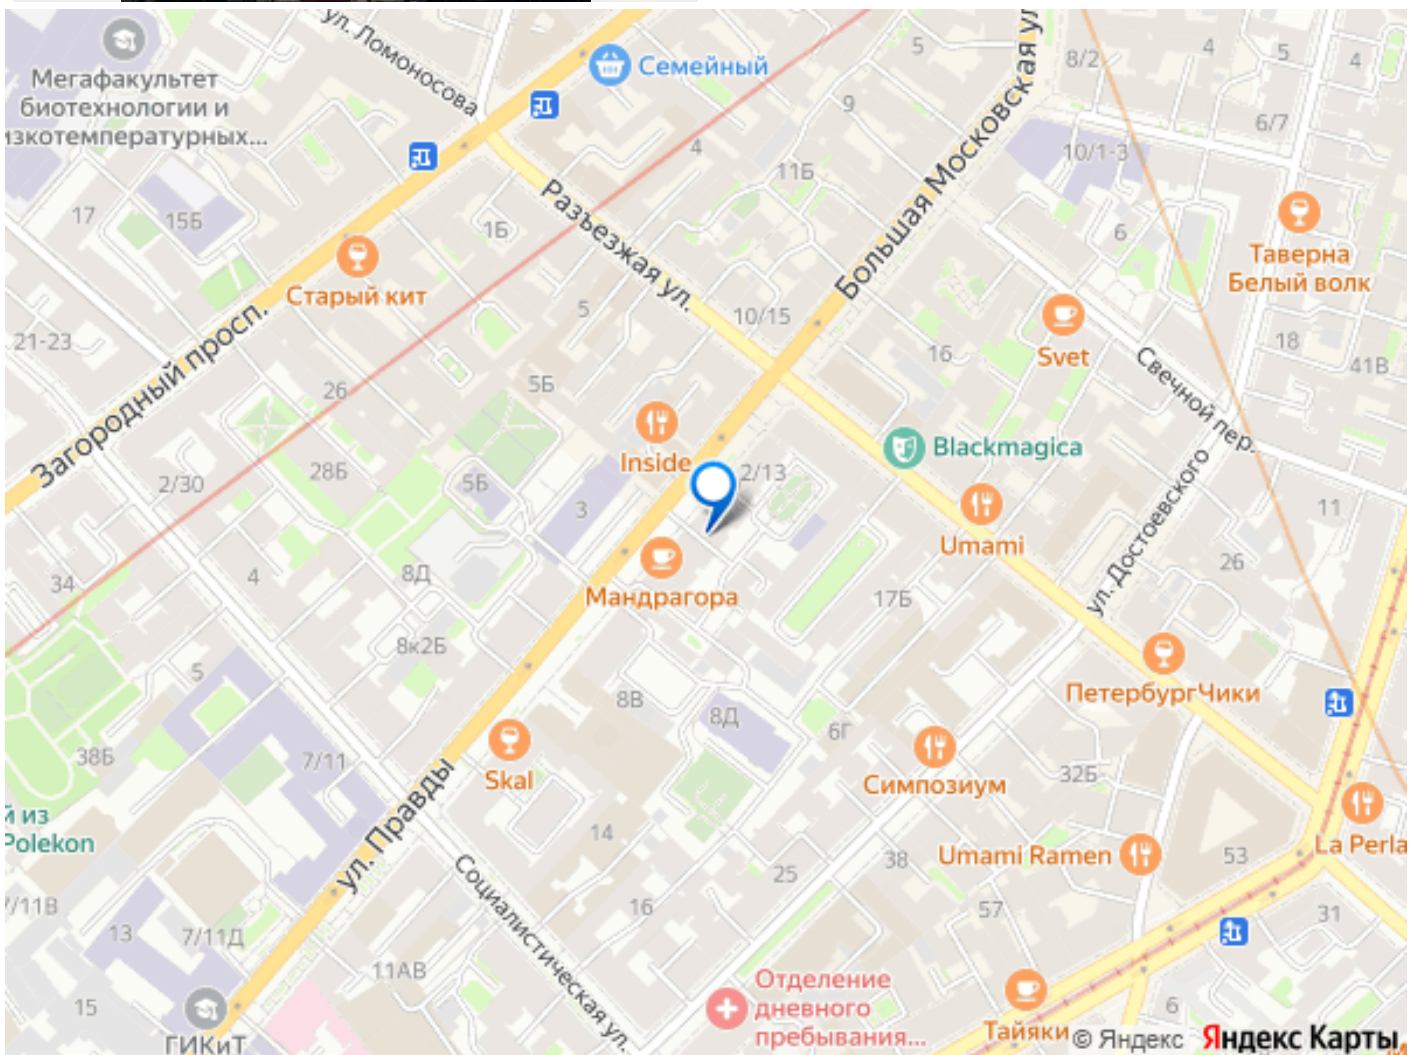 ул. Ломоносова
Мегафакультет
биотехнологии и
изкотемпературных...
Семейный
Большая Московская ул
5
8/2
4
5
4
9
6/7
4
11Б
10/1-3
17
15Б
1Б
Разъезжая ул.
6
Таверна
Белый волк
Старый кит
5
10/15
16
Svet
18
41В
21-23
Загородный просп.
26
5Б
Свечной пер.
Inside
2/13
Blackmagica
2/30
28Б
5Б
3
11
Umami
ул. Достоевского
26
34
4
8Д
Мандрагора
17Б
8к2Б
5
ПетербургЧики
8В
8Д
6Г
38Б
7/11
Skal
Симпозиум
32Б
й из
Polekon
ул. Правды
14
La Perla
Umami Ramen
53
38
25
Социалистическая ул.
16
57
31
7/11В
13
7/11Д
11АВ
15
ГИКиТ
Отделение
дневного
пребывания...
Тайяки
6
© Яндекс Яндекс Карты